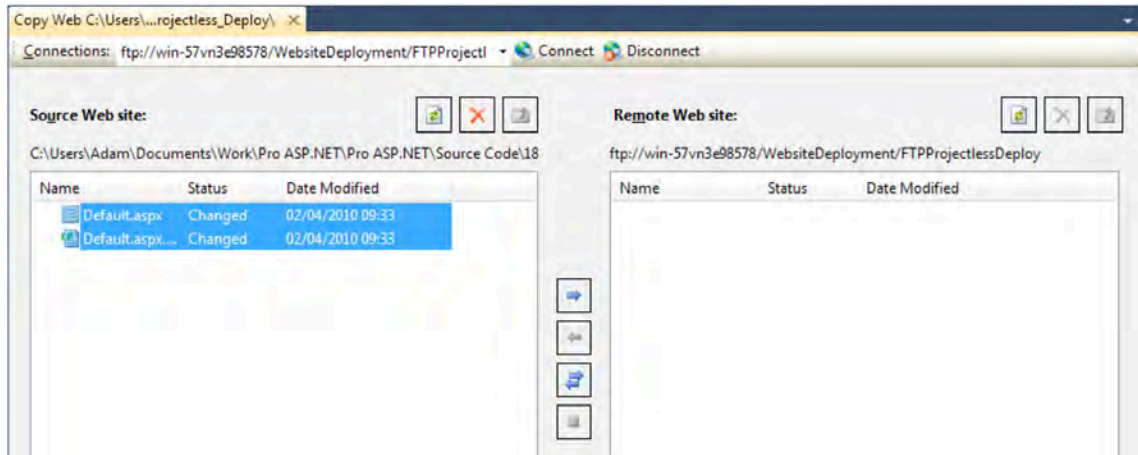 Copy Web C:\Users\...rojectless_Deploy\
Connections: ftp://win-57vn3e98578/WebsiteDeployment/FTPProjectl Connect Disconnect
Source Web site:
C:\Users\Adam\Documents\Work\Pro ASP.NET\Pro ASP.NET\Source Code\18
Name Status Date Modified
Default.aspx Changed 02/04/2010 09:33
Default.aspx.... Changed 02/04/2010 09:33
Remote Web site:
ftp://win-57vn3e98578/WebsiteDeployment/FTPProjectlessDeploy
Name Status Date Modified